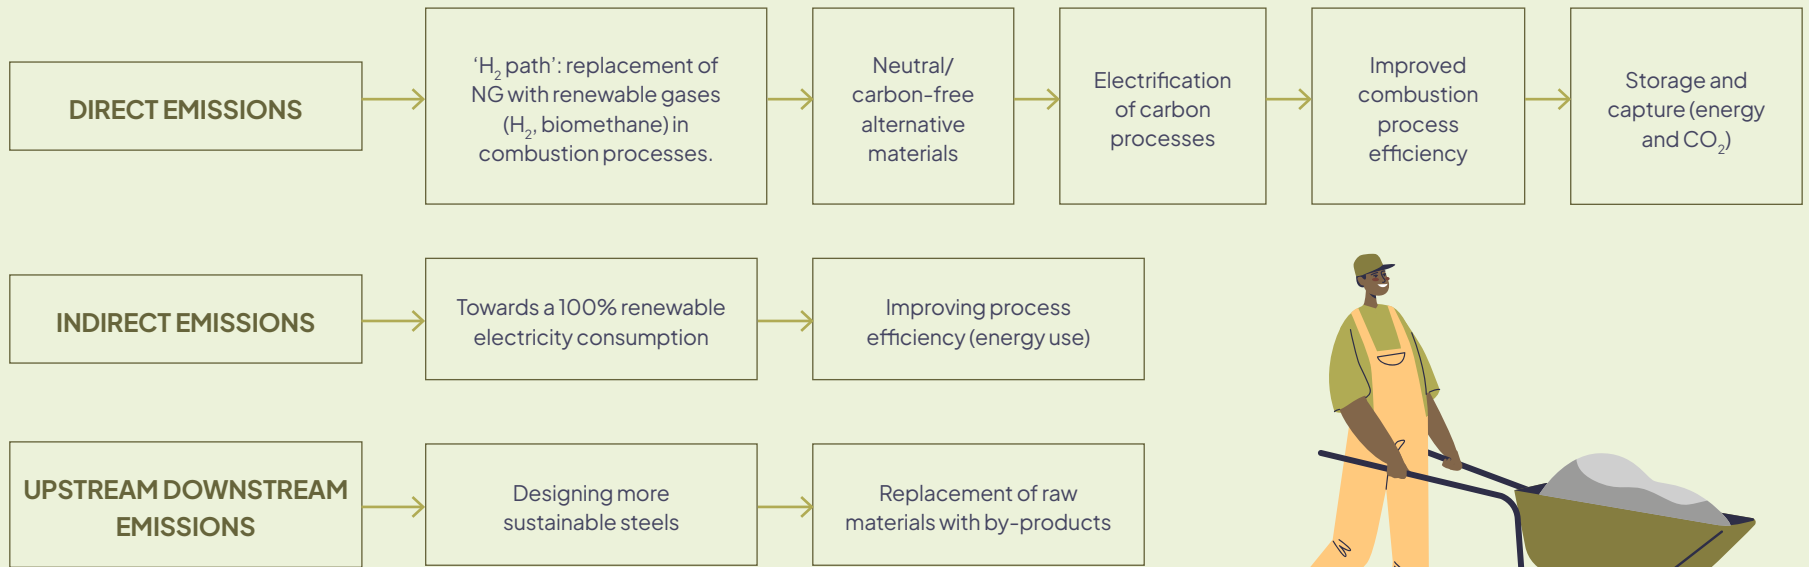 DIRECT EMISSIONS
‘H₂ path’: replacement of
NG with renewable gases
(H₂, biomethane) in
combustion processes.
Neutral/
carbon-free
alternative
materials
Electrification
of carbon
processes
Improved
combustion
process
efficiency
Storage and
capture (energy
and CO₂)
INDIRECT EMISSIONS
Towards a 100% renewable
electricity consumption
Improving process
efficiency (energy use)
UPSTREAM DOWNSTREAM
EMISSIONS
Designing more
sustainable steels
Replacement of raw
materials with by-products